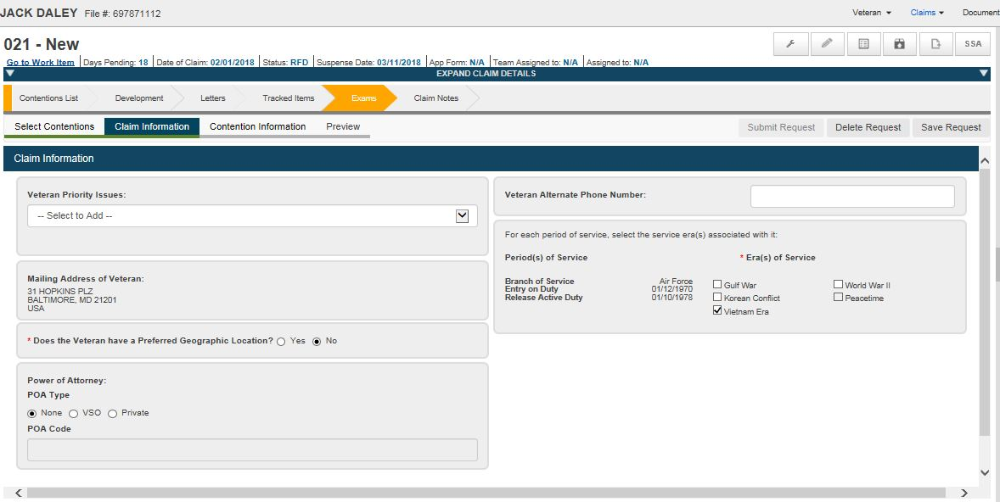 JACK DALEY File #: 697871112 Veteran Claims Document
021 - New SSA
Go to Work Item Days Pending: 18 Date of Claim: 02/01/2018 Status: RFD Suspense Date: 03/11/2018 App Form: N/A Team Assigned to: N/A Assigned to: N/A
EXPAND CLAIM DETAILS
Contentions List Development Letters Tracked Items Exams Claim Notes
Select Contentions Claim Information Contention Information Preview Submit Request Delete Request Save Request
Claim Information
Veteran Priority Issues:
-- Select to Add --
Mailing Address of Veteran:
31 HOPKINS PLZ
BALTIMORE, MD 21201
USA
* Does the Veteran have a Preferred Geographic Location? Yes No
Power of Attorney:
POA Type
None VSO Private
POA Code
Veteran Alternate Phone Number:
For each period of service, select the service era(s) associated with it:
Period(s) of Service * Era(s) of Service
Branch of Service Air Force
Entry on Duty 01/12/1970
Release Active Duty 01/10/1978
Gulf War World War II
Korean Conflict Peacetime
Vietnam Era